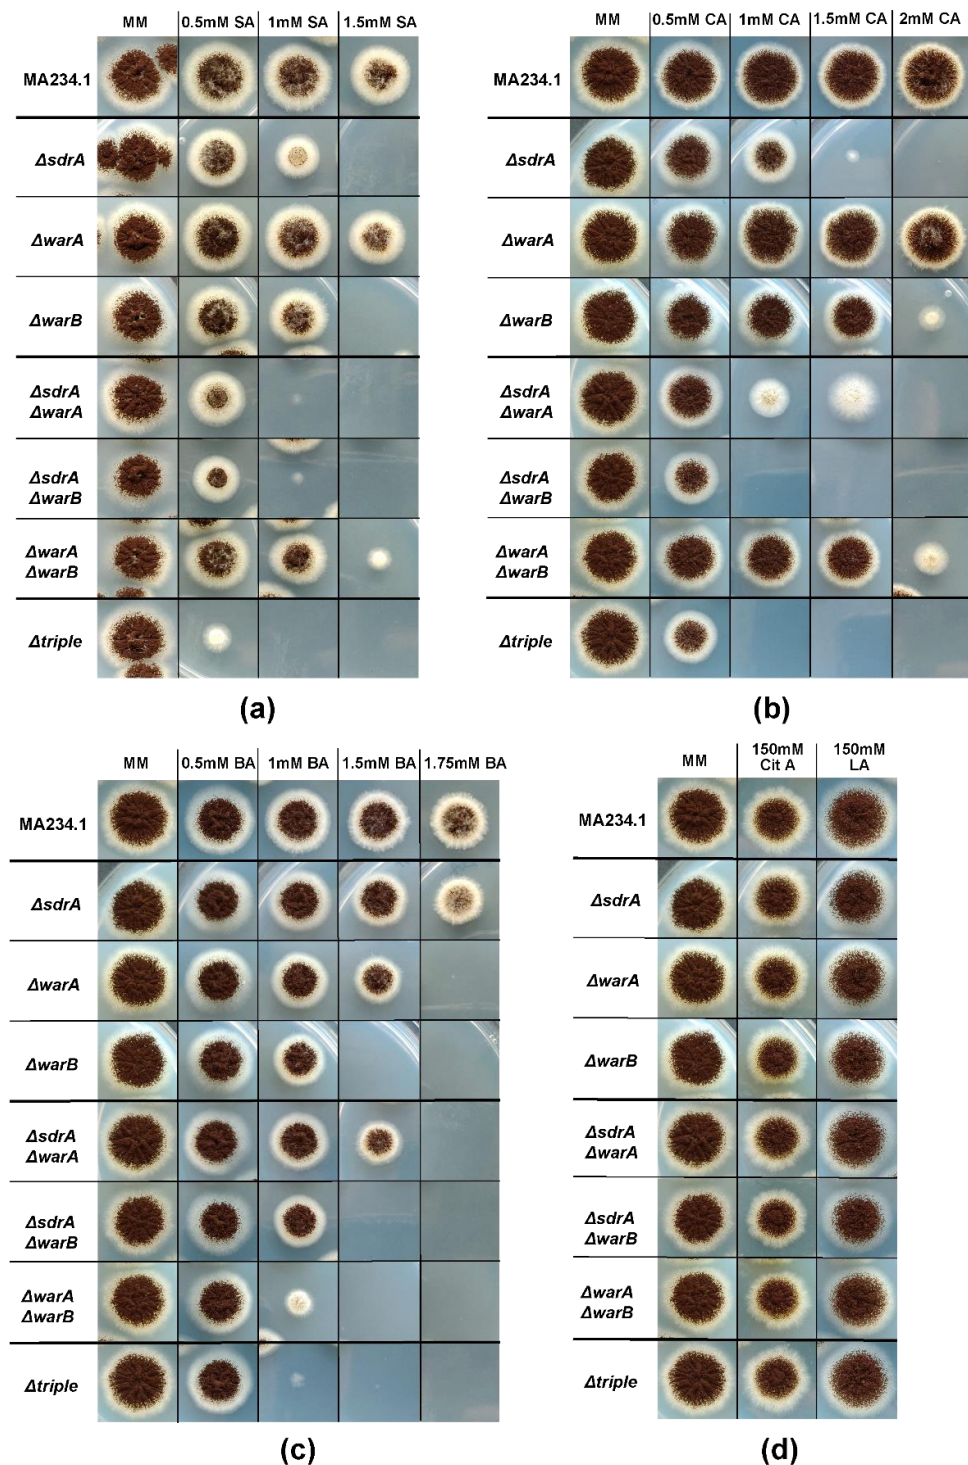 MM 0.5mM SA 1mM SA 1.5mM SA
MA234.1
ΔsdrA
ΔwarA
ΔwarB
ΔsdrA
ΔwarA
ΔsdrA
ΔwarB
ΔwarA
ΔwarB
Δtriple
(a)
MM 0.5mM CA 1mM CA 1.5mM CA 2mM CA
MA234.1
ΔsdrA
ΔwarA
ΔwarB
ΔsdrA
ΔwarA
ΔsdrA
ΔwarB
ΔwarA
ΔwarB
Δtriple
(b)
MM 0.5mM BA 1mM BA 1.5mM BA 1.75mM BA
MA234.1
ΔsdrA
ΔwarA
ΔwarB
ΔsdrA
ΔwarA
ΔsdrA
ΔwarB
ΔwarA
ΔwarB
Δtriple
(c)
150mM 150mM
MM Cit A LA
MA234.1
ΔsdrA
ΔwarA
ΔwarB
ΔsdrA
ΔwarA
ΔsdrA
ΔwarB
ΔwarA
ΔwarB
Δtriple
(d)